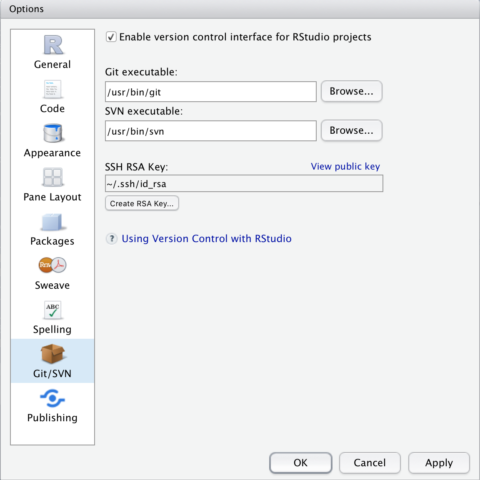 Options
General
Code
Appearance
Pane Layout
Packages
Sweave
ABC
Spelling
Git/SVN
Publishing
Enable version control interface for RStudio projects
Git executable:
/usr/bin/git
Browse...
SVN executable:
/usr/bin/svn
Browse...
SSH RSA Key:
View public key
~/.ssh/id_rsa
Create RSA Key...
? Using Version Control with RStudio
OK
Cancel
Apply